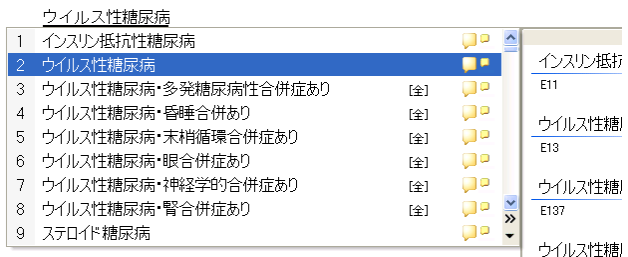 ウイルス性糖尿病
1 インスリン抵抗性糖尿病
2 ウイルス性糖尿病
3 ウイルス性糖尿病・多発糖尿病性合併症あり [全]
4 ウイルス性糖尿病・昏睡合併あり [全]
5 ウイルス性糖尿病・末梢循環合併症あり [全]
6 ウイルス性糖尿病・眼合併症あり [全]
7 ウイルス性糖尿病・神経学的合併症あり [全]
8 ウイルス性糖尿病・腎合併症あり [全]
9 ステロイド糖尿病
インスリン抵抗
E11
ウイルス性糖
E13
ウイルス性糖
E137
ウイルス性糖